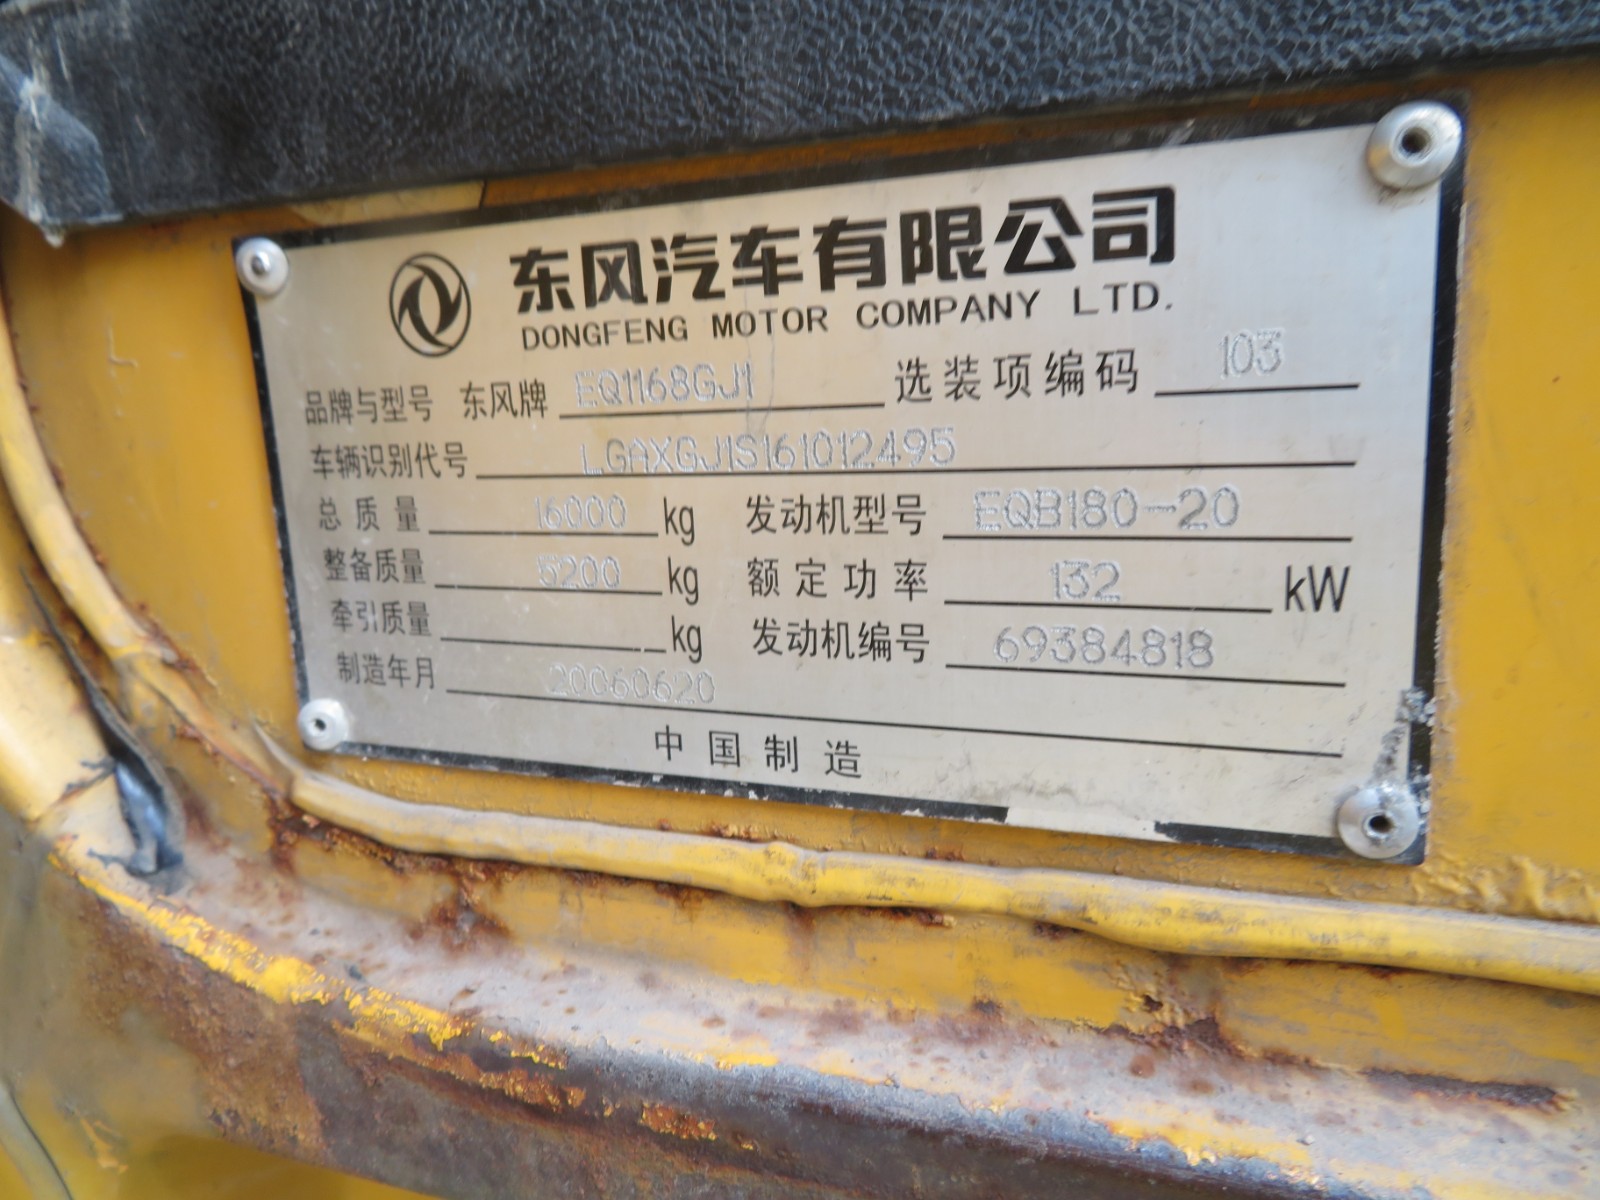 东风汽车有限公司
DONGFENG MOTOR COMPANY LTD.
品牌与型号 东风牌 EQ1168GJ1 选装项编码 103
车辆识别代号 LGAXGJ1S161012495
总质量 16000 kg 发动机型号 EQB180-20
整备质量 5200 kg 额定功率 132 kW
牵引质量 kg 发动机编号 69384818
制造年月 20060620
中国制造